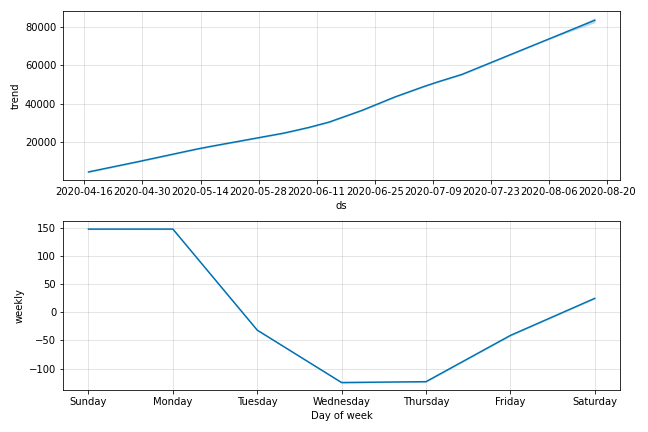 80000
60000
40000
20000
trend
2020-04-16 2020-04-30 2020-05-14 2020-05-28 2020-06-11 2020-06-25 2020-07-09 2020-07-23 2020-08-06 2020-08-20
ds
150
100
50
0
−50
−100
weekly
Sunday Monday Tuesday Wednesday Thursday Friday Saturday
Day of week